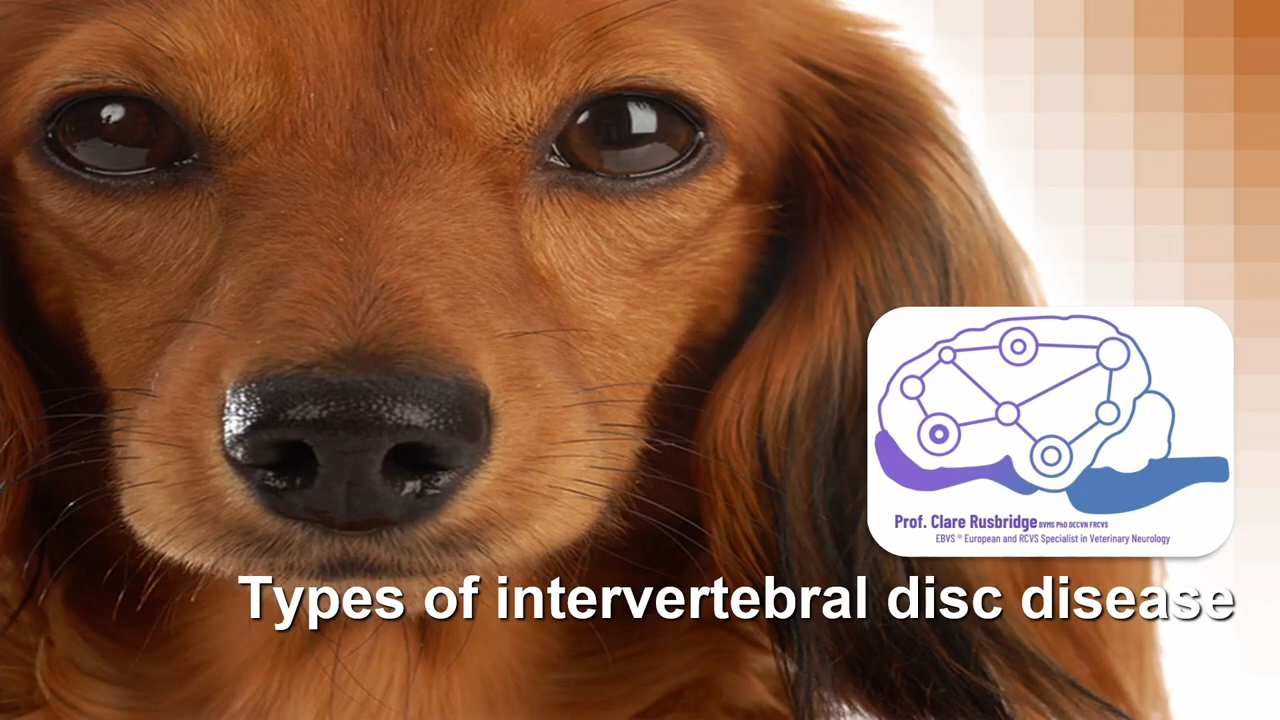 Prof. Clare Rusbridge BVMS PhD DECVN FRCVS
EBVS ® European and RCVS Specialist in Veterinary Neurology
Types of intervertebral disc disease